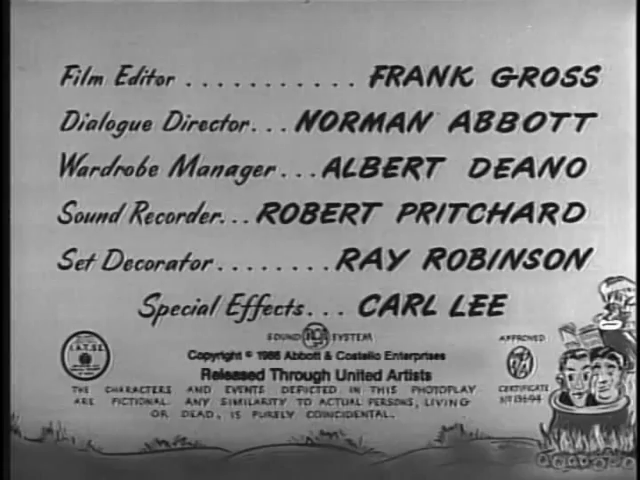 Film Editor ........... FRANK GROSS
Dialogue Director... NORMAN ABBOTT
Wardrobe Manager... ALBERT DEANO
Sound Recorder... ROBERT PRITCHARD
Set Decorator........ RAY ROBINSON
Special Effects... CARL LEE
SOUND RCA SYSTEM
I.A.T.S.E.
APPROVED
Copyright © 1986 Abbott & Costello Enterprises
Released Through United Artists
CERTIFICATE
THE CHARACTERS AND EVENTS DEPICTED IN THIS PHOTOPLAY
ARE FICTIONAL. ANY SIMILARITY TO ACTUAL PERSONS, LIVING
OR DEAD, IS PURELY COINCIDENTAL.